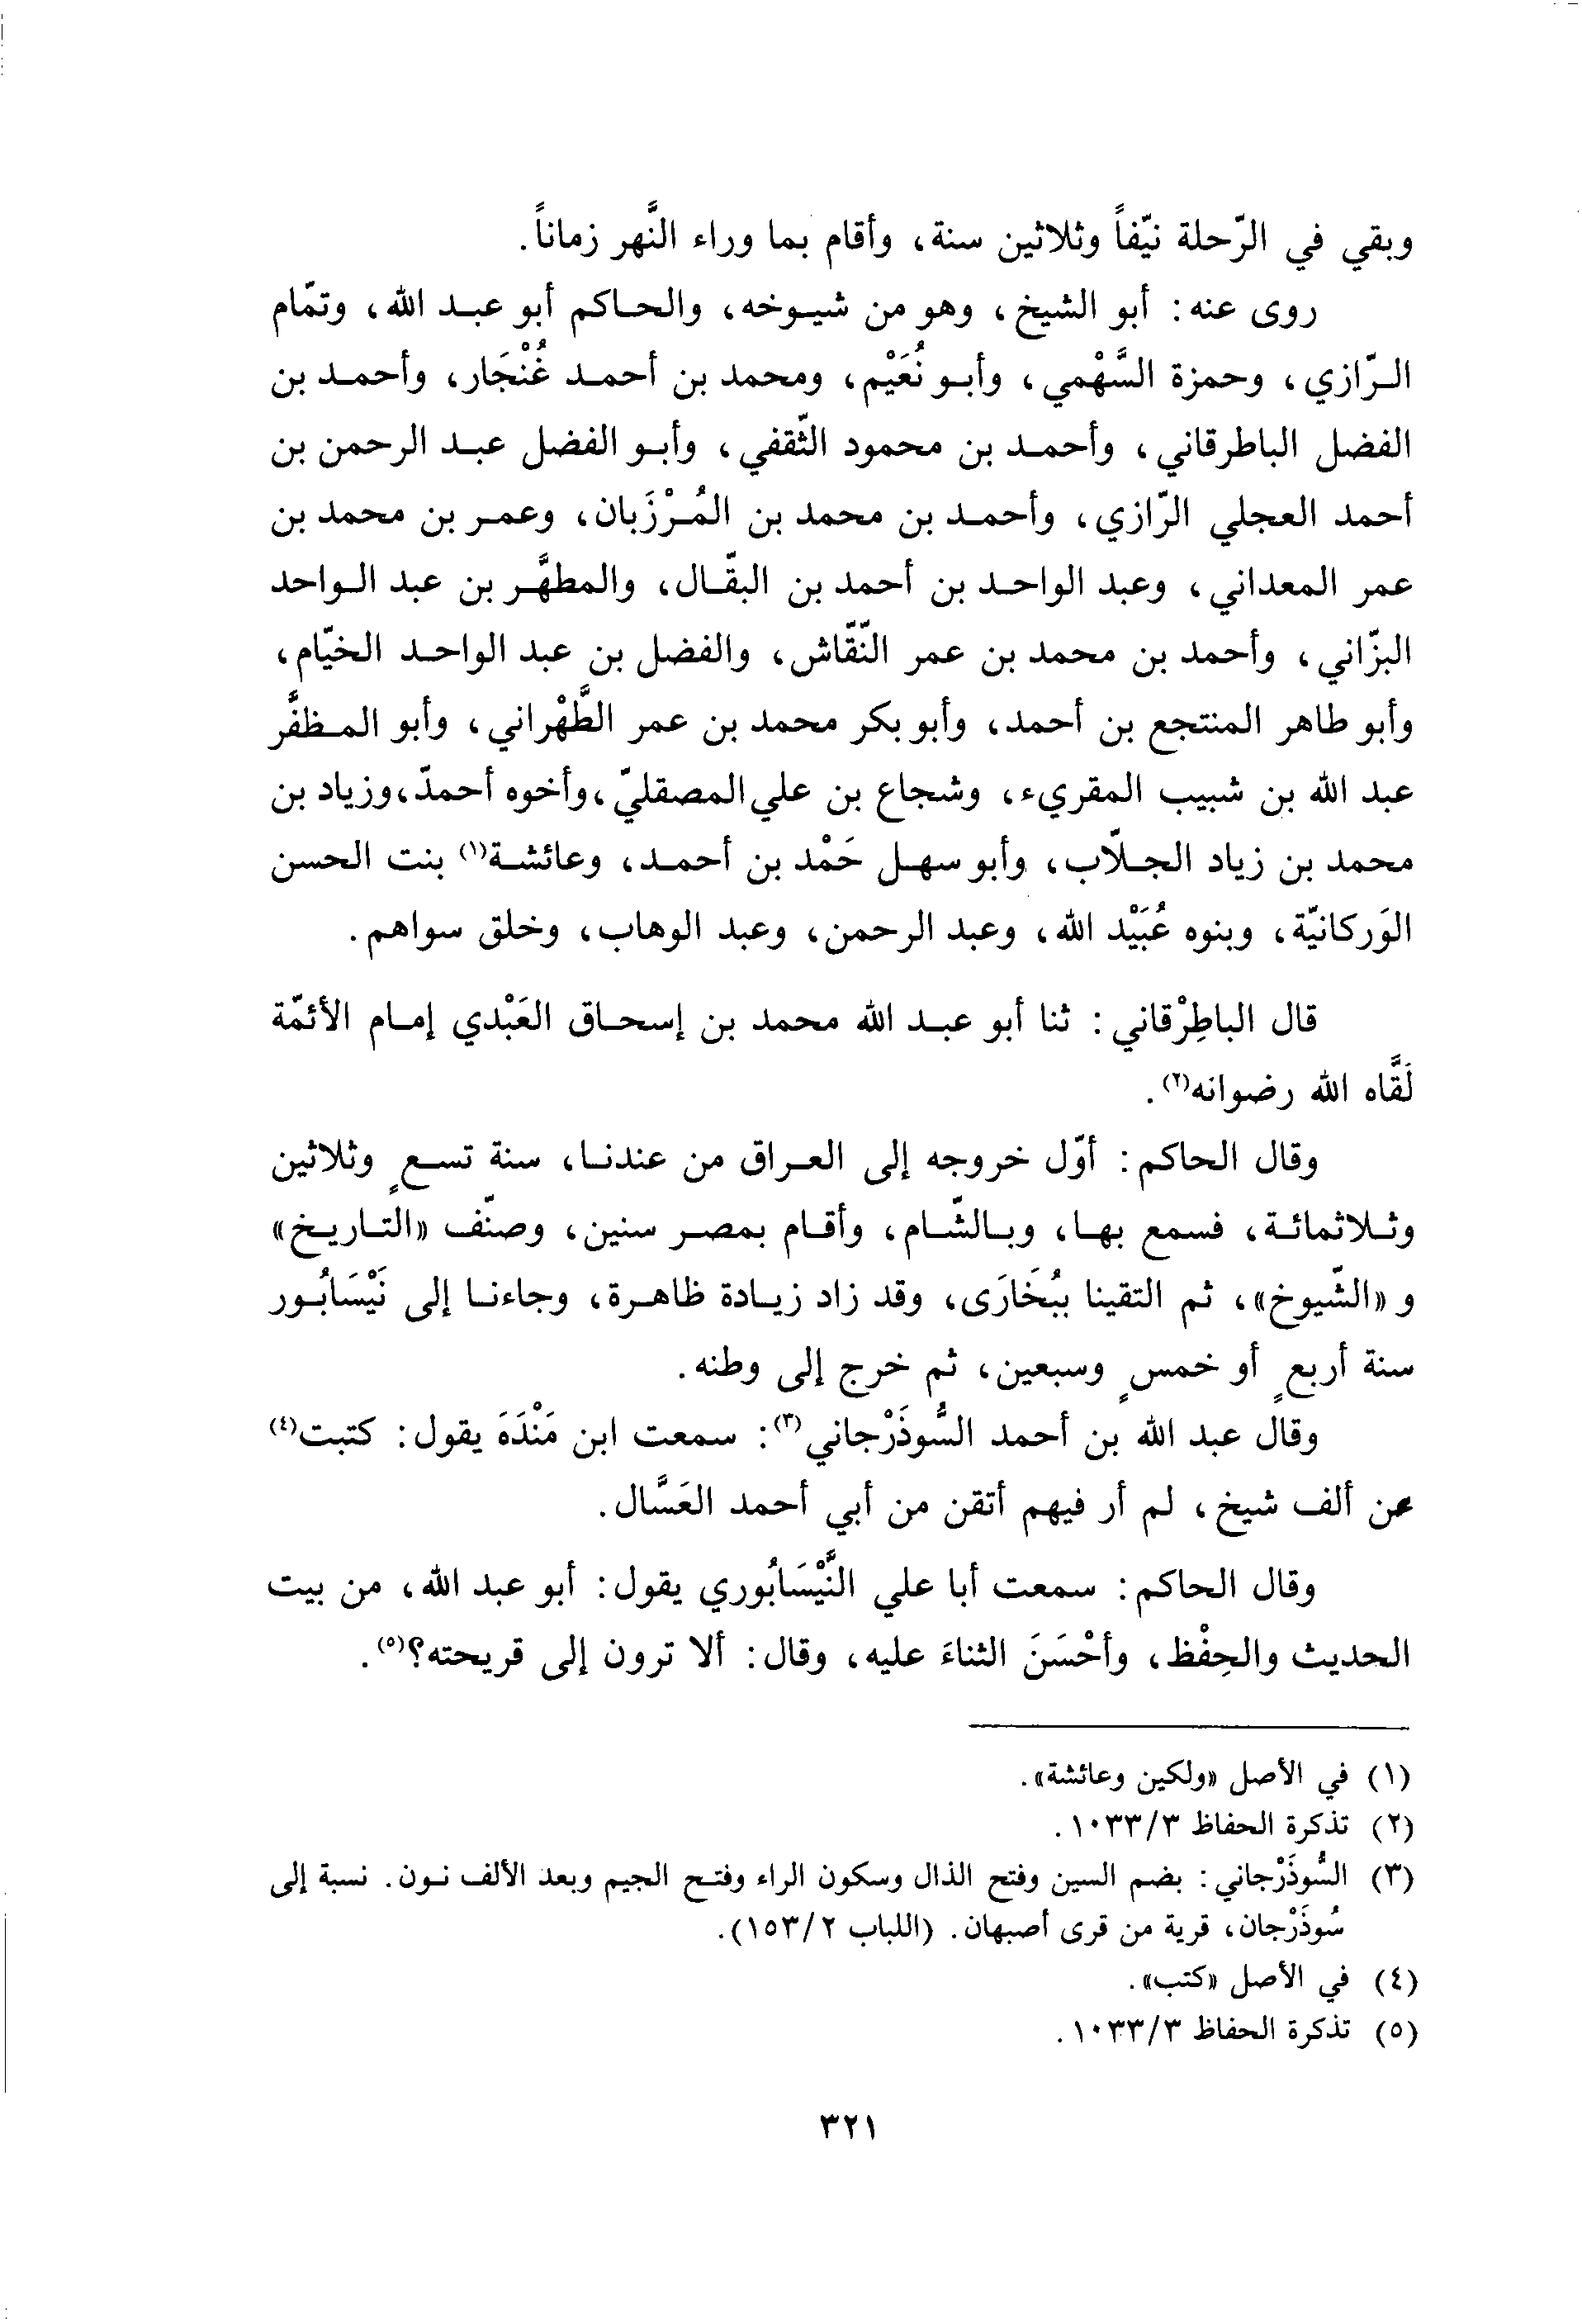 وبقي في الرّحلة نيّفاً وثلاثين سنة، وأقام بما وراء النَّهر زماناً.
روى عنه: أبو الشيخ، وهو من شيوخه، والحاكم أبو عبد الله، وتمّام
الرّازي، وحمزة السَّهْمي، وأبو نُعَيْم، ومحمد بن أحمد غُنْجَار، وأحمد بن
الفضل الباطرقاني، وأحمد بن محمود الثّقفي، وأبو الفضل عبد الرحمن بن
أحمد العجلي الرّازي، وأحمد بن محمد بن المُرْزَبان، وعمر بن محمد بن
عمر المعداني، وعبد الواحد بن أحمد بن البقّال، والمطهَّر بن عبد الواحد
البزّاني، وأحمد بن محمد بن عمر النّقّاش، والفضل بن عبد الواحد الخيّام،
وأبو طاهر المنتجع بن أحمد، وأبو بكر محمد بن عمر الطَّهْراني، وأبو المظفَّر
عبد الله بن شبيب المقريء، وشجاع بن علي المصقليّ، وأخوه أحمدّ، وزياد بن
محمد بن زياد الجلّاب، وأبو سهل حَمْد بن أحمد، وعائشة(١) بنت الحسن
الوَركانيّة، وبنوه عُبَيْد الله، وعبد الرحمن، وعبد الوهاب، وخلق سواهم.
قال الباطِرْقاني: ثنا أبو عبد الله محمد بن إسحاق العَبْدي إمام الأئمّة
لَقَّاه الله رضوانه(٢).
وقال الحاكم: أوّل خروجه إلى العراق من عندنا، سنة تسعٍ وثلاثين
وثلاثمائة، فسمع بها، وبالشّام، وأقام بمصر سنين، وصنّف «التاريخ»
و «الشّيوخ»، ثم التقينا ببُخَارَى، وقد زاد زيادة ظاهرة، وجاءنا إلى نَيْسَابُور
سنة أربعٍ أو خمسٍ وسبعين، ثم خرج إلى وطنه.
وقال عبد الله بن أحمد السُّوذَرْجاني(٣): سمعت ابن مَنْدَهَ يقول: كتبت(٤)
عن ألف شيخ، لم أر فيهم أتقن من أبي أحمد العَسَّال.
وقال الحاكم: سمعت أبا علي النَّيْسَابُوري يقول: أبو عبد الله، من بيت
الحديث والحِفْظ، وأحْسَنَ الثناءَ عليه، وقال: ألا ترون إلى قريحته؟(٥).
(١) في الأصل «ولكين وعائشة».
(٢) تذكرة الحفاظ ١٠٣٣/٣.
(٣) السُّوذَرْجاني: بضم السين وفتح الذال وسكون الراء وفتح الجيم وبعد الألف نون. نسبة إلى
سُوذَرْجان، قرية من قرى أصبهان. (اللباب ١٥٣/٢).
(٤) في الأصل «كتب».
(٥) تذكرة الحفاظ ١٠٣٣/٣.
٣٢١